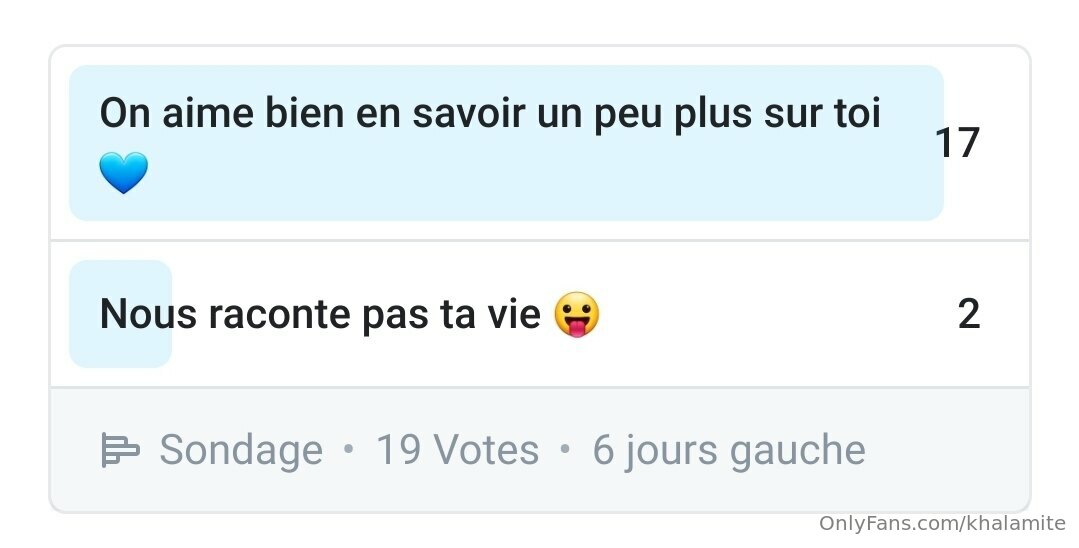 On aime bien en savoir un peu plus sur toi
💙
17
Nous raconte pas ta vie 😛
2
Sondage • 19 Votes • 6 jours gauche
OnlyFans.com/khalamite